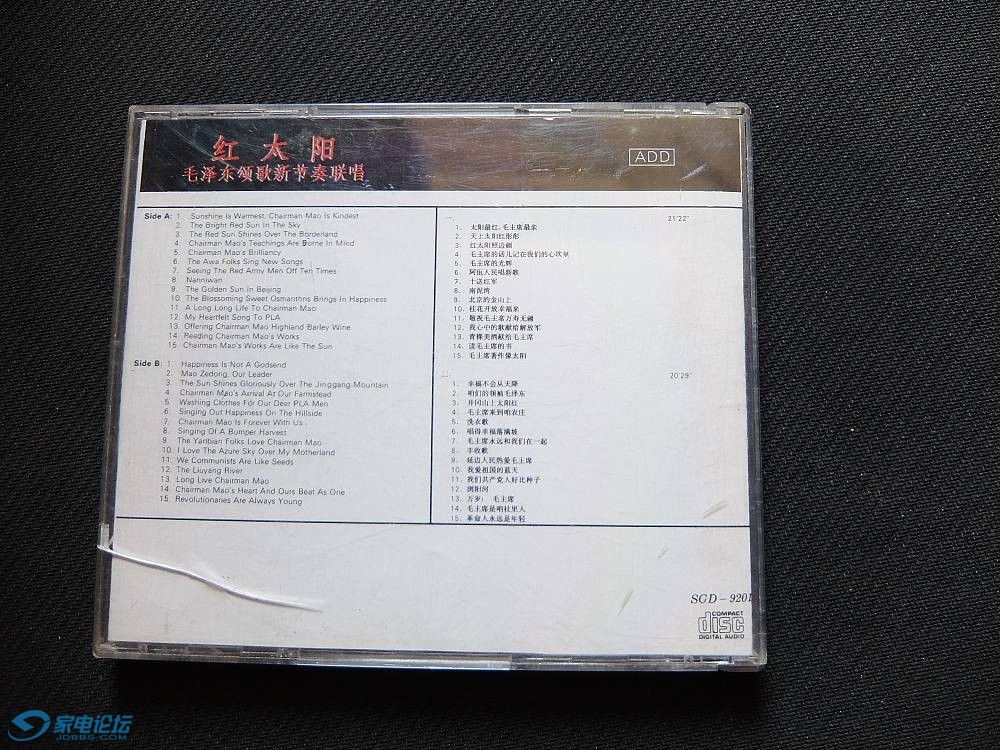 红太阳
毛泽东颂歌新节奏联唱
ADD
Side A: 1. Sunshine Is Warmest, Chairman Mao Is Kindest
2. The Bright Red Sun In The Sky
3. The Red Sun Shines Over The Borderland
4. Chairman Mao's Teachings Are Borne In Mind
5. Chairman Mao's Brilliancy
6. The Awa Folks Sing New Songs
7. Seeing The Red Army Men Off Ten Times
8. Nanniwan
9. The Golden Sun In Beijing
10. The Blossoming Sweet Osmanthns Brings In Happiness
11. A Long Long Life To Chairman Mao
12. My Heartfelt Song To PLA
13. Offering Chairman Mao Highland Barley Wine
14. Reading Chairman Mao's Works
15. Chairman Mao's Works Are Like The Sun
Side B: 1. Happiness Is Not A Godsend
2. Mao Zedong, Our Leader
3. The Sun Shines Gloriously Over The Jinggang Mountain
4. Chairman Mao's Arrival At Our Farmstead
5. Washing Clothes For Our Dear PLA Men
6. Singing Out Happiness On The Hillside
7. Chairman Mao Is Forever With Us
8. Singing Of A Bumper Harvest
9. The Yanbian Folks Love Chairman Mao
10. I Love The Azure Sky Over My Motherland
11. We Communists Are Like Seeds
12. The Liuyang River
13. Long Live Chairman Mao
14. Chairman Mao's Heart And Ours Beat As One
15. Revolutionaries Are Always Young
一. 21'22"
1. 太阳最红,毛主席最亲
2. 天上太阳红彤彤
3. 红太阳照边疆
4. 毛主席的话儿记在我们的心坎里
5. 毛主席的光辉
6. 阿佤人民唱新歌
7. 十送红军
8. 南泥湾
9. 北京的金山上
10. 桂花开放幸福来
11. 敬祝毛主席万寿无疆
12. 我心中的歌献给解放军
13. 青稞美酒献给毛主席
14. 读毛主席的书
15. 毛主席著作像太阳
二. 20'29"
1. 幸福不会从天降
2. 咱们的领袖毛泽东
3. 井冈山上太阳红
4. 毛主席来到咱农庄
5. 洗衣歌
6. 唱得幸福落满坡
7. 毛主席永远和我们在一起
8. 丰收歌
9. 延边人民热爱毛主席
10. 我爱祖国的蓝天
11. 我们共产党人好比种子
12. 浏阳河
13. 万岁! 毛主席
14. 毛主席是咱社里人
15. 革命人永远是年轻
SCD-9201
COMPACT
disc
DIGITAL AUDIO
家电论坛
JDBBS.COM